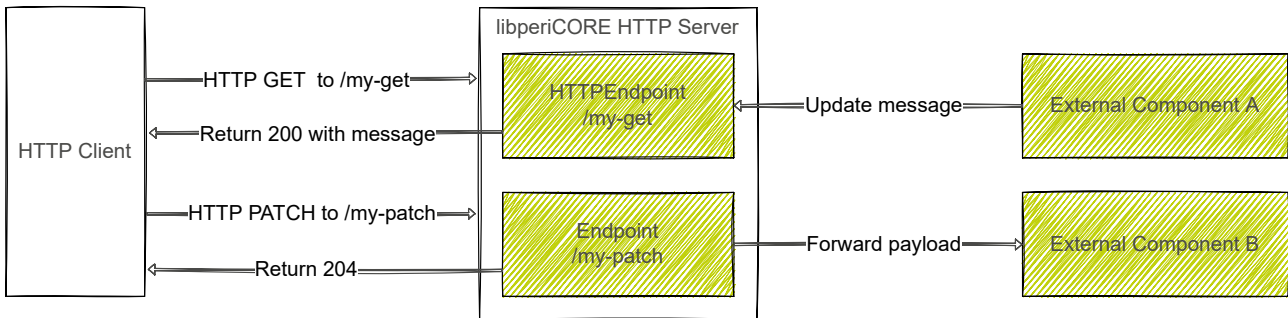 libperiCORE HTTP Server
HTTP GET to /my-get
HTTPEndpoint
/my-get
Update message
External Component A
Return 200 with message
HTTP Client
HTTP PATCH to /my-patch
Endpoint
/my-patch
Forward payload
External Component B
Return 204